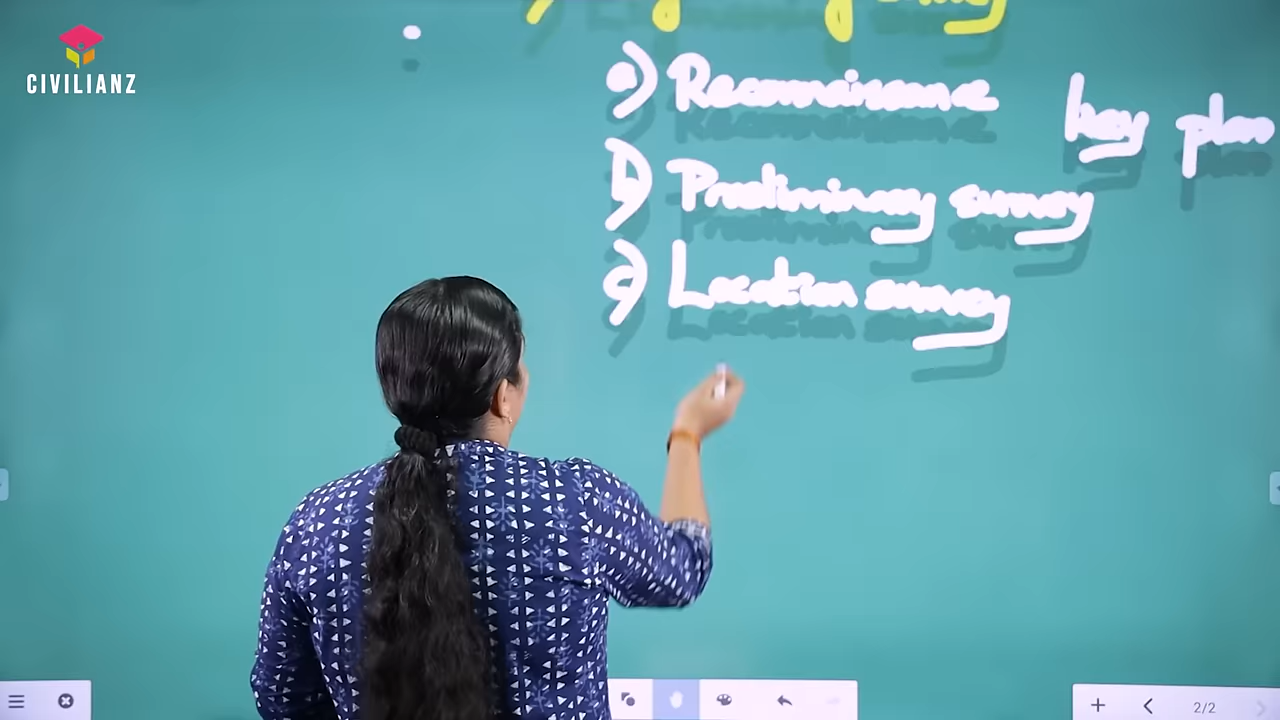 CIVILIANZ
a) Reconnaissance key plan
b) Preliminary survey
c) Location survey
2/2